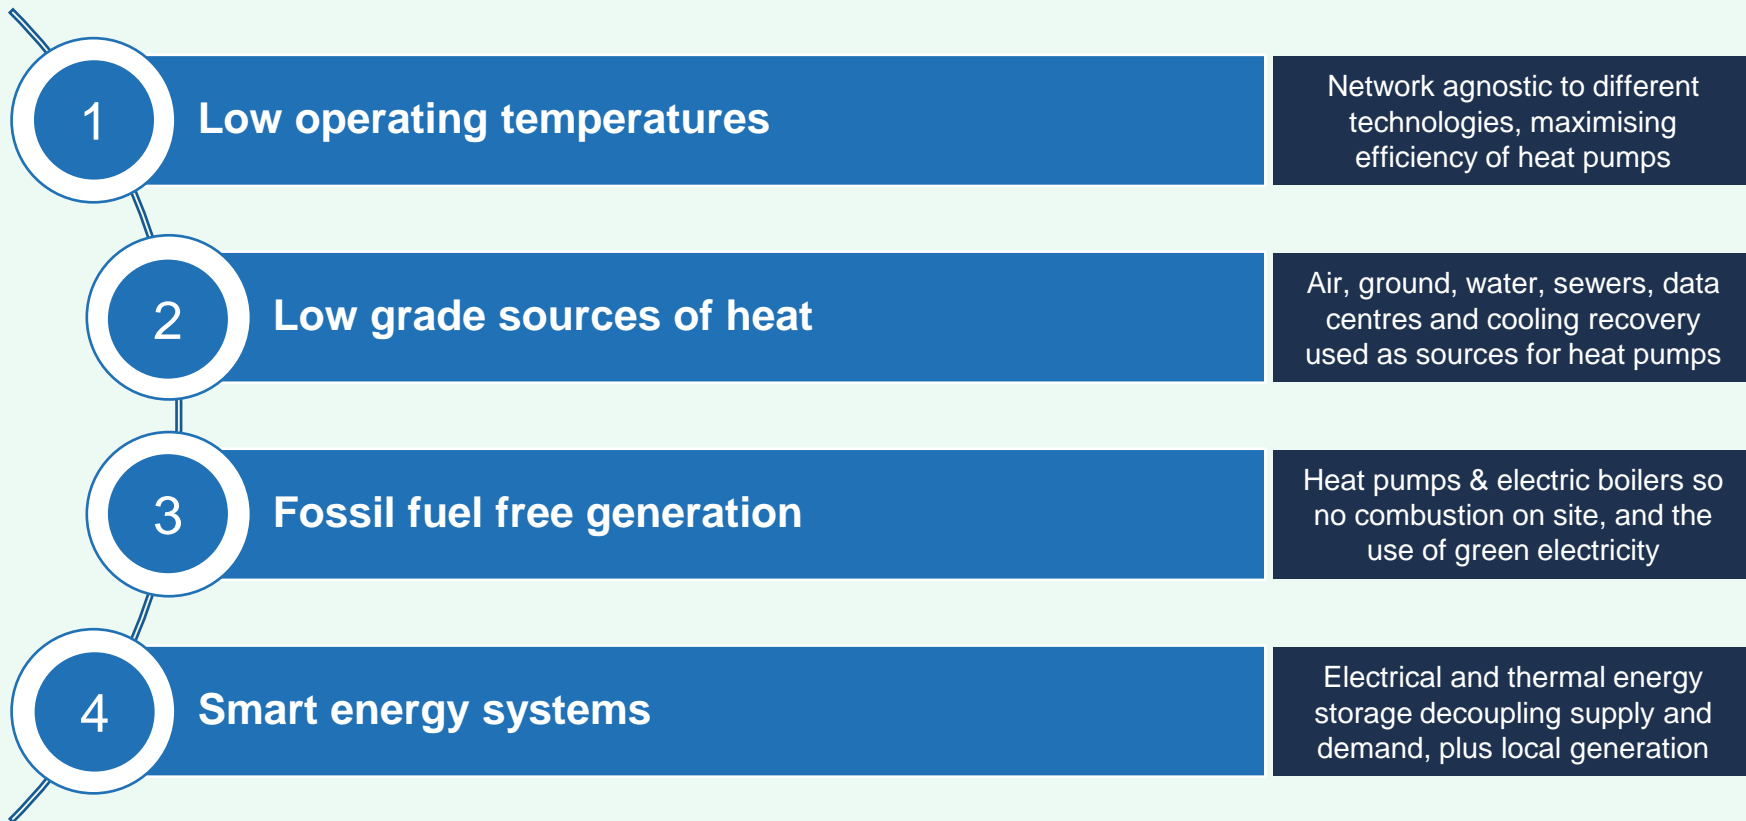 1
Low operating temperatures
Network agnostic to different
technologies, maximising
efficiency of heat pumps
2
Low grade sources of heat
Air, ground, water, sewers, data
centres and cooling recovery
used as sources for heat pumps
3
Fossil fuel free generation
Heat pumps & electric boilers so
no combustion on site, and the
use of green electricity
4
Smart energy systems
Electrical and thermal energy
storage decoupling supply and
demand, plus local generation